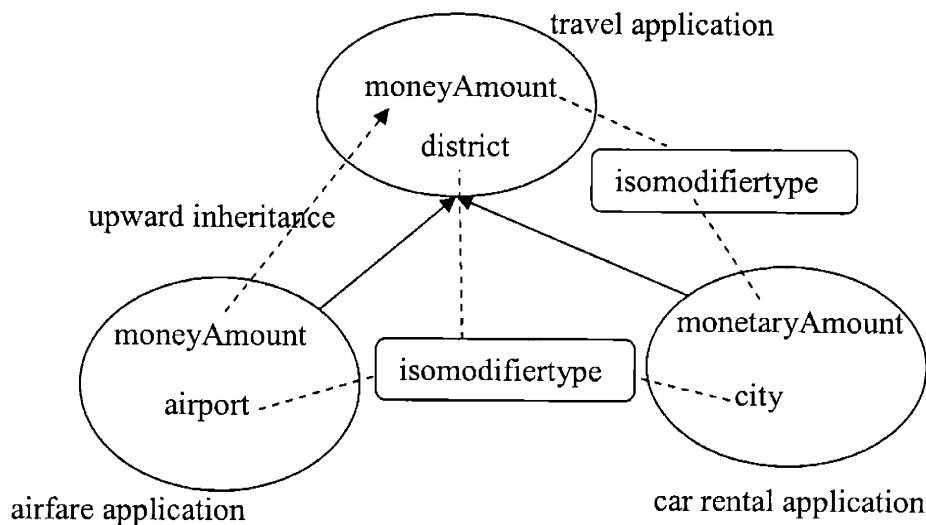 travel application
moneyAmount
district
isomodifiertype
upward inheritance
moneyAmount
monetaryAmount
isomodifiertype
airport
city
airfare application
car rental application